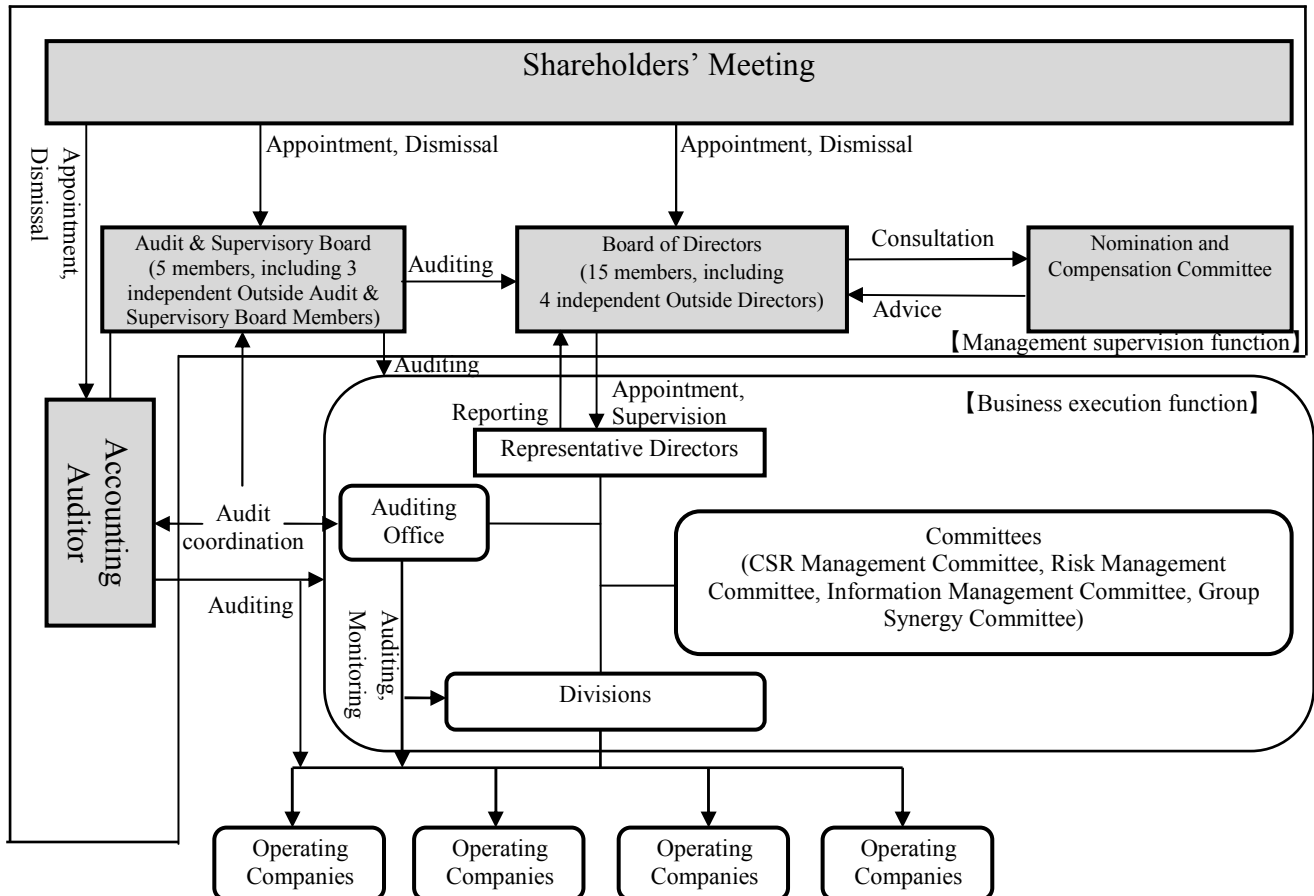 Shareholders’ Meeting
Appointment,
Dismissal
Appointment, Dismissal
Appointment, Dismissal
Audit & Supervisory Board
(5 members, including 3
independent Outside Audit &
Supervisory Board Members)
Auditing
Board of Directors
(15 members, including
4 independent Outside Directors)
Consultation
Advice
Nomination and
Compensation Committee
【Management supervision function】
Auditing
【Business execution function】
Reporting
Appointment,
Supervision
Representative Directors
Accounting
Auditor
Audit
coordination
Auditing
Office
Committees
(CSR Management Committee, Risk Management
Committee, Information Management Committee, Group
Synergy Committee)
Auditing
Auditing,
Monitoring
Divisions
Operating
Companies
Operating
Companies
Operating
Companies
Operating
Companies